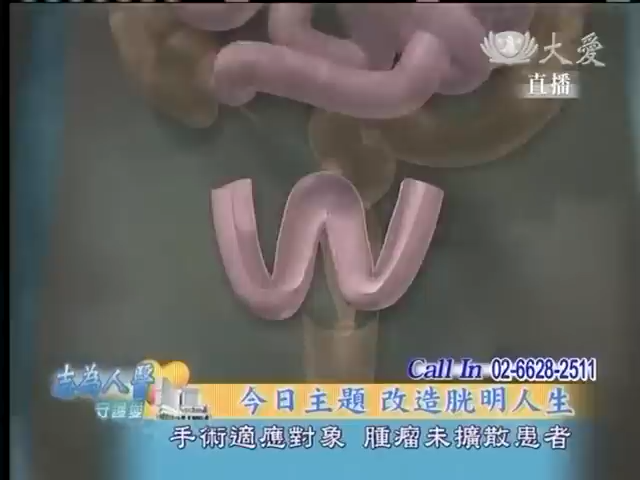 大愛
直播
Call In 02-6628-2511
志為人醫
守護愛
今日主題 改造胱明人生
手術適應對象 腫瘤未擴散患者